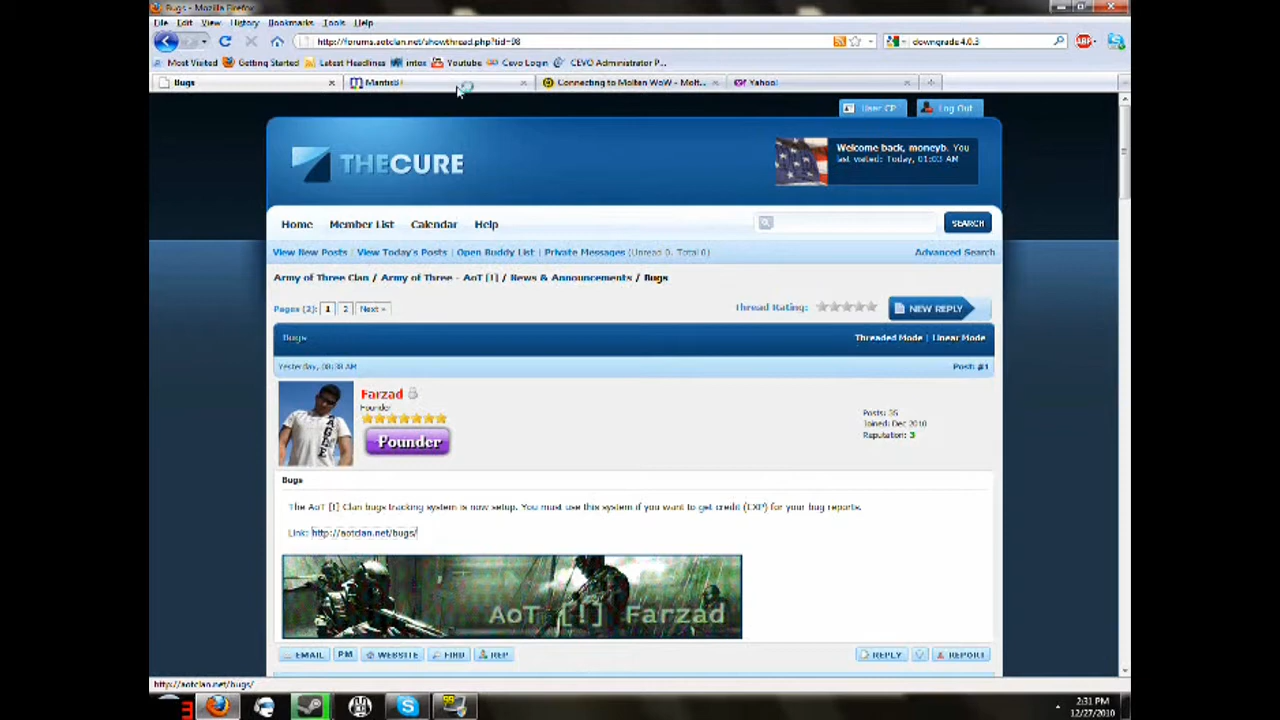 Bugs - Mozilla Firefox
File Edit View History Bookmarks Tools Help
http://forums.aotclan.net/showthread.php?tid=98
downgrade 4.0.3
Most Visited Getting Started Latest Headlines intox Youtube Cevo Login CEVO Administrator P...
Bugs
MantisBT
Connecting to Molten WoW - Molt...
Yahoo!
User CP Log Out
THECURE
Welcome back, moneyb. You
last visited: Today, 01:03 AM
Home Member List Calendar Help
SEARCH
View New Posts | View Today's Posts | Open Buddy List | Private Messages (Unread 0, Total 0)
Advanced Search
Army of Three Clan / Army of Three - AoT [!] / News & Announcements / Bugs
Pages (2): 1 2 Next »
Thread Rating:
NEW REPLY
Bugs
Threaded Mode | Linear Mode
Yesterday, 08:38 AM
Post: #1
Farzad
Founder
Founder
Posts: 35
Joined: Dec 2010
Reputation: 3
Bugs
The AoT [!] Clan bugs tracking system is now setup. You must use this system if you want to get credit (EXP) for your bug reports.
Link: http://aotclan.net/bugs/
AoT [!] Farzad
EMAIL PM WEBSITE FIND REP
REPLY REPORT
http://aotclan.net/bugs/
2:31 PM
12/27/2010